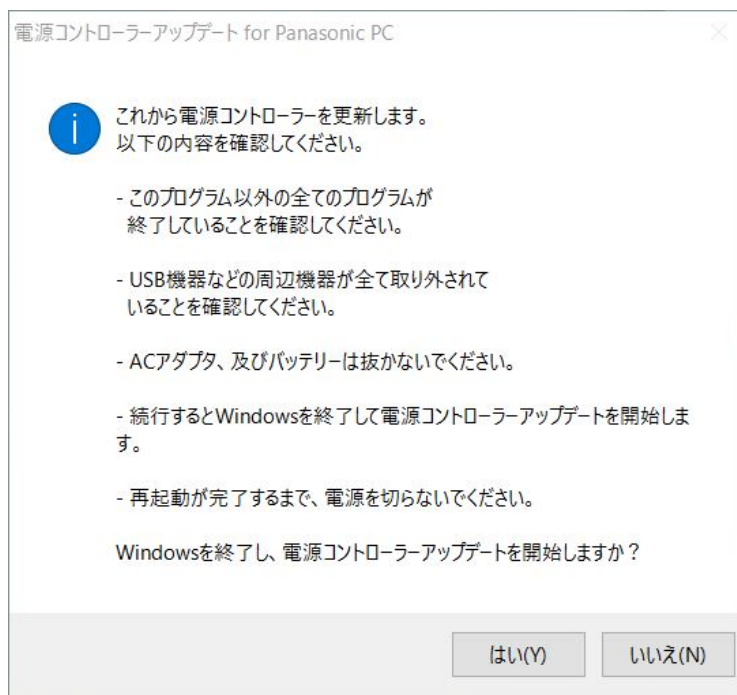 電源コントローラーアップデート for Panasonic PC
これから電源コントローラーを更新します。
以下の内容を確認してください。
- このプログラム以外の全てのプログラムが
終了していることを確認してください。
- USB機器などの周辺機器が全て取り外されて
いることを確認してください。
- ACアダプタ、及びバッテリーは抜かないでください。
- 続行するとWindowsを終了して電源コントローラーアップデートを開始しま
す。
- 再起動が完了するまで、電源を切らないでください。
Windowsを終了し、電源コントローラーアップデートを開始しますか？
はい(Y)
いいえ(N)